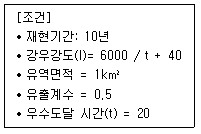 [조건]
• 재현기간: 10년
• 강우강도(I)= 6000 / t + 40
• 유역면적 = 1km²
• 유출계수 = 0.5
• 우수도달 시간(t) = 20